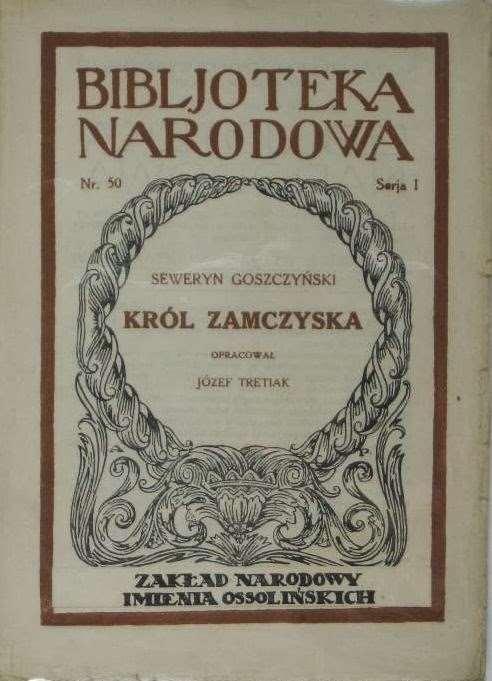 BIBLJOTEKA
NARODOWA
Nr. 50 Serja I
SEWERYN GOSZCZYŃSKI
KRÓL ZAMCZYSKA
OPRACOWAŁ
JÓZEF TRETIAK
ZAKŁAD NARODOWY
IMIENIA OSSOLIŃSKICH